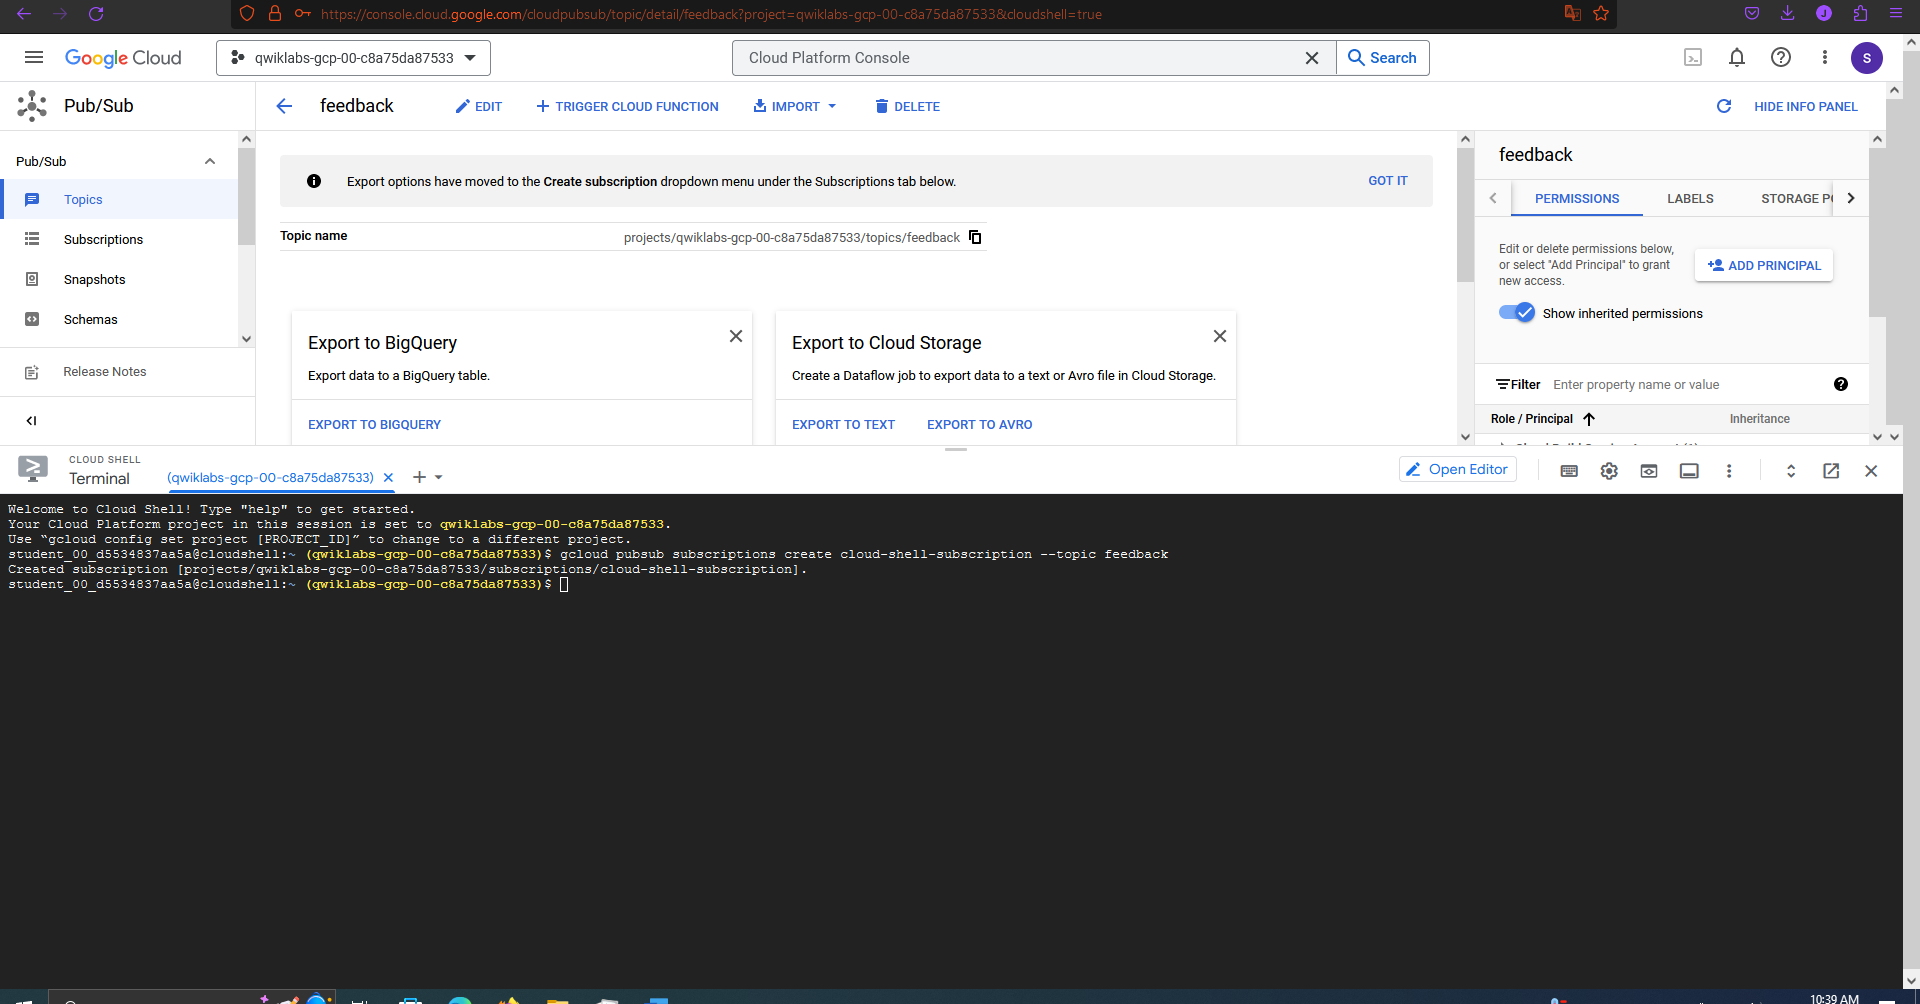 https://console.cloud.google.com/cloudpubsub/topic/detail/feedback?project=qwiklabs-gcp-00-c8a75da87533&cloudshell=true
J
Google Cloud
qwiklabs-gcp-00-c8a75da87533
Cloud Platform Console
Search
S
Pub/Sub
feedback
EDIT
TRIGGER CLOUD FUNCTION
IMPORT
DELETE
HIDE INFO PANEL
Pub/Sub
Topics
Subscriptions
Snapshots
Schemas
Release Notes
Export options have moved to the Create subscription dropdown menu under the Subscriptions tab below.
GOT IT
Topic name
projects/qwiklabs-gcp-00-c8a75da87533/topics/feedback
Export to BigQuery
Export data to a BigQuery table.
EXPORT TO BIGQUERY
Export to Cloud Storage
Create a Dataflow job to export data to a text or Avro file in Cloud Storage.
EXPORT TO TEXT
EXPORT TO AVRO
feedback
PERMISSIONS
LABELS
STORAGE P
Edit or delete permissions below,
or select "Add Principal" to grant
new access.
ADD PRINCIPAL
Show inherited permissions
Filter
Enter property name or value
Role / Principal
Inheritance
CLOUD SHELL
Terminal
(qwiklabs-gcp-00-c8a75da87533)
Open Editor
Welcome to Cloud Shell! Type "help" to get started.
Your Cloud Platform project in this session is set to qwiklabs-gcp-00-c8a75da87533.
Use “gcloud config set project [PROJECT_ID]” to change to a different project.
student_00_d5534837aa5a@cloudshell:~ (qwiklabs-gcp-00-c8a75da87533)$ gcloud pubsub subscriptions create cloud-shell-subscription --topic feedback
Created subscription [projects/qwiklabs-gcp-00-c8a75da87533/subscriptions/cloud-shell-subscription].
student_00_d5534837aa5a@cloudshell:~ (qwiklabs-gcp-00-c8a75da87533)$
10:39 AM